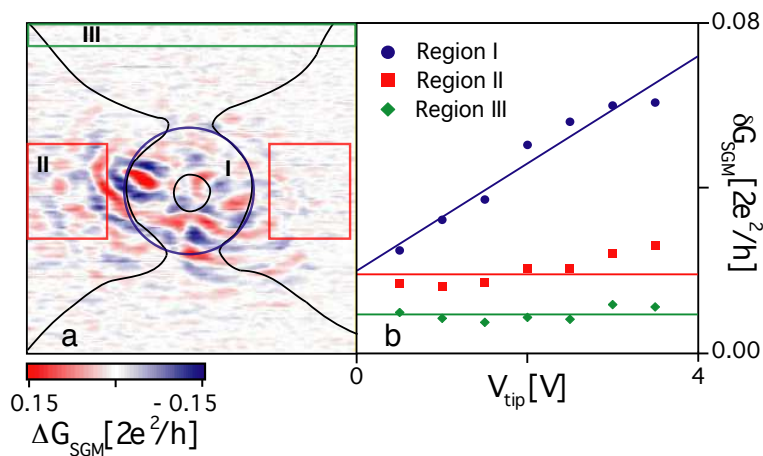 III
II
I
a
0.15
- 0.15
ΔG_SGM [2e²/h]
Region I
Region II
Region III
b
0.08
0.00
δG_SGM [2e²/h]
0
4
V_tip [V]